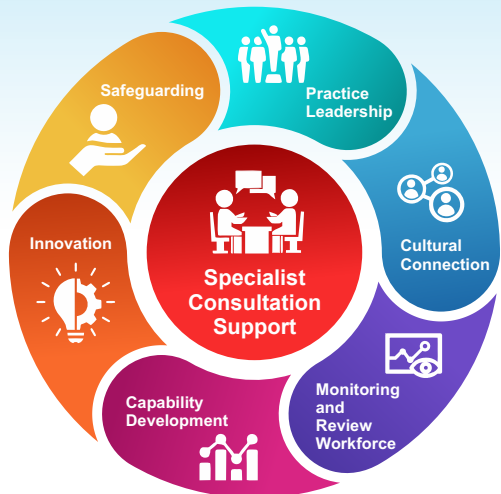 Safeguarding
Practice
Leadership
Cultural
Connection
Monitoring
and
Review
Workforce
Capability
Development
Innovation
Specialist
Consultation
Support